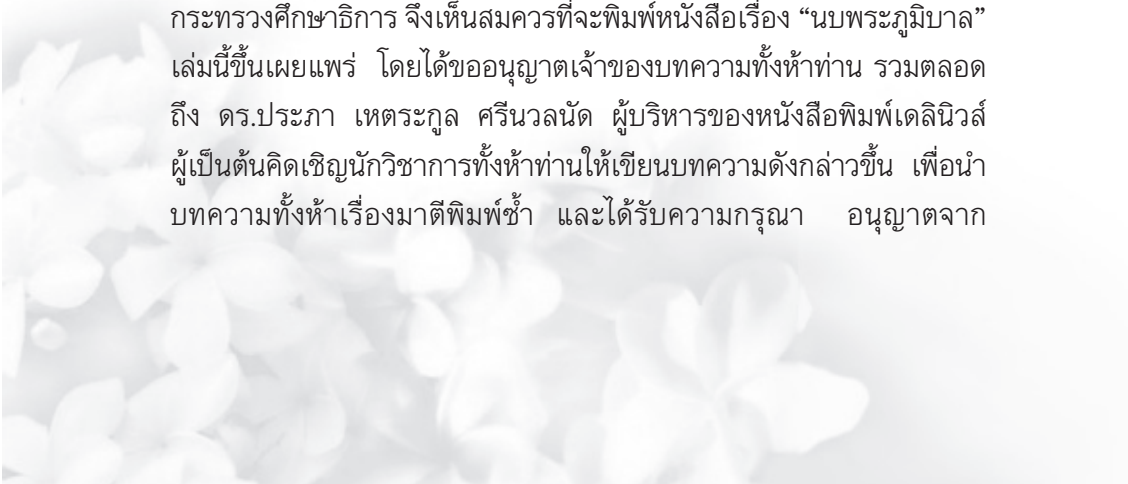 กระทรวงศึกษาธิการ จึงเห็นสมควรที่จะพิมพ์หนังสือเรื่อง “นบพระภูมิบาล”
เล่มนี้ขึ้นเผยแพร่ โดยได้ขออนุญาตเจ้าของบทความทั้งห้าท่าน รวมตลอด
ถึง ดร.ประภา เหตระกูล ศรีนวลนัด ผู้บริหารของหนังสือพิมพ์เดลินิวส์
ผู้เป็นต้นคิดเชิญนักวิชาการทั้งห้าท่านให้เขียนบทความดังกล่าวขึ้น เพื่อนำ
บทความทั้งห้าเรื่องมาตีพิมพ์ซ้ำ และได้รับความกรุณา อนุญาตจาก